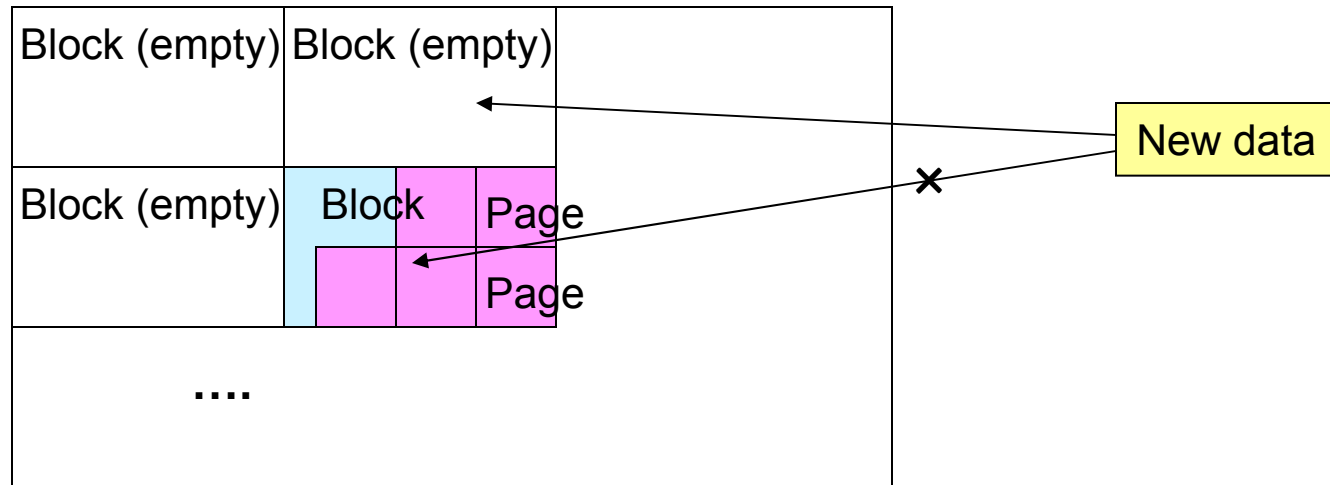 Block (empty)
Block (empty)
New data
Block (empty)
Block
Page
Page
....